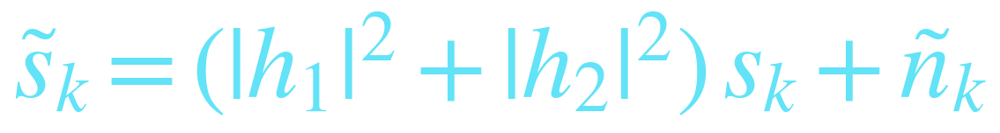 s̃ₖ = (|h₁|² + |h₂|²) sₖ + ñₖ